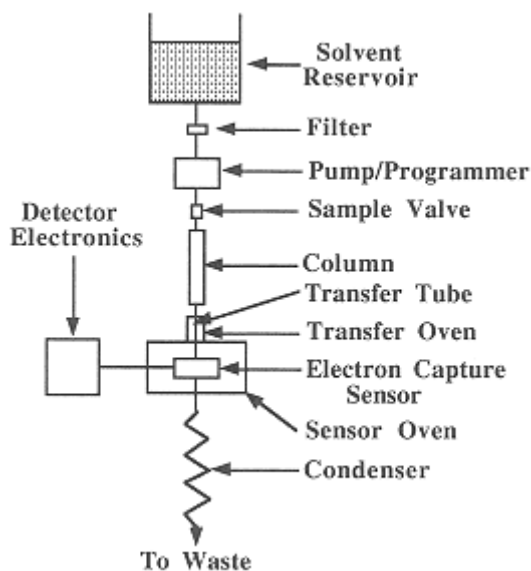 Solvent
Reservoir
Filter
Pump/Programmer
Sample Valve
Detector
Electronics
Column
Transfer Tube
Transfer Oven
Electron Capture
Sensor
Sensor Oven
Condenser
To Waste